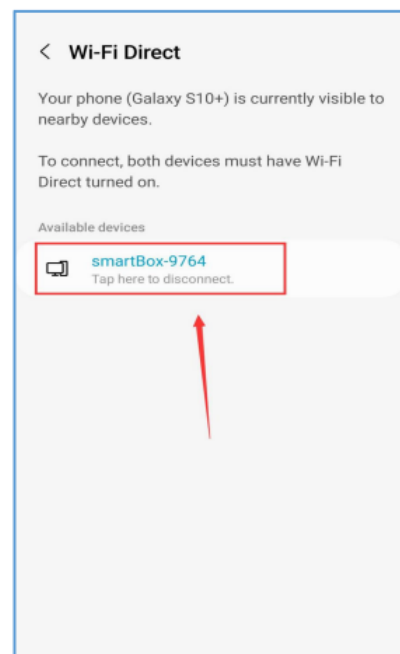 Wi-Fi Direct
Your phone (Galaxy S10+) is currently visible to
nearby devices.
To connect, both devices must have Wi-Fi
Direct turned on.
Available devices
smartBox-9764
Tap here to disconnect.